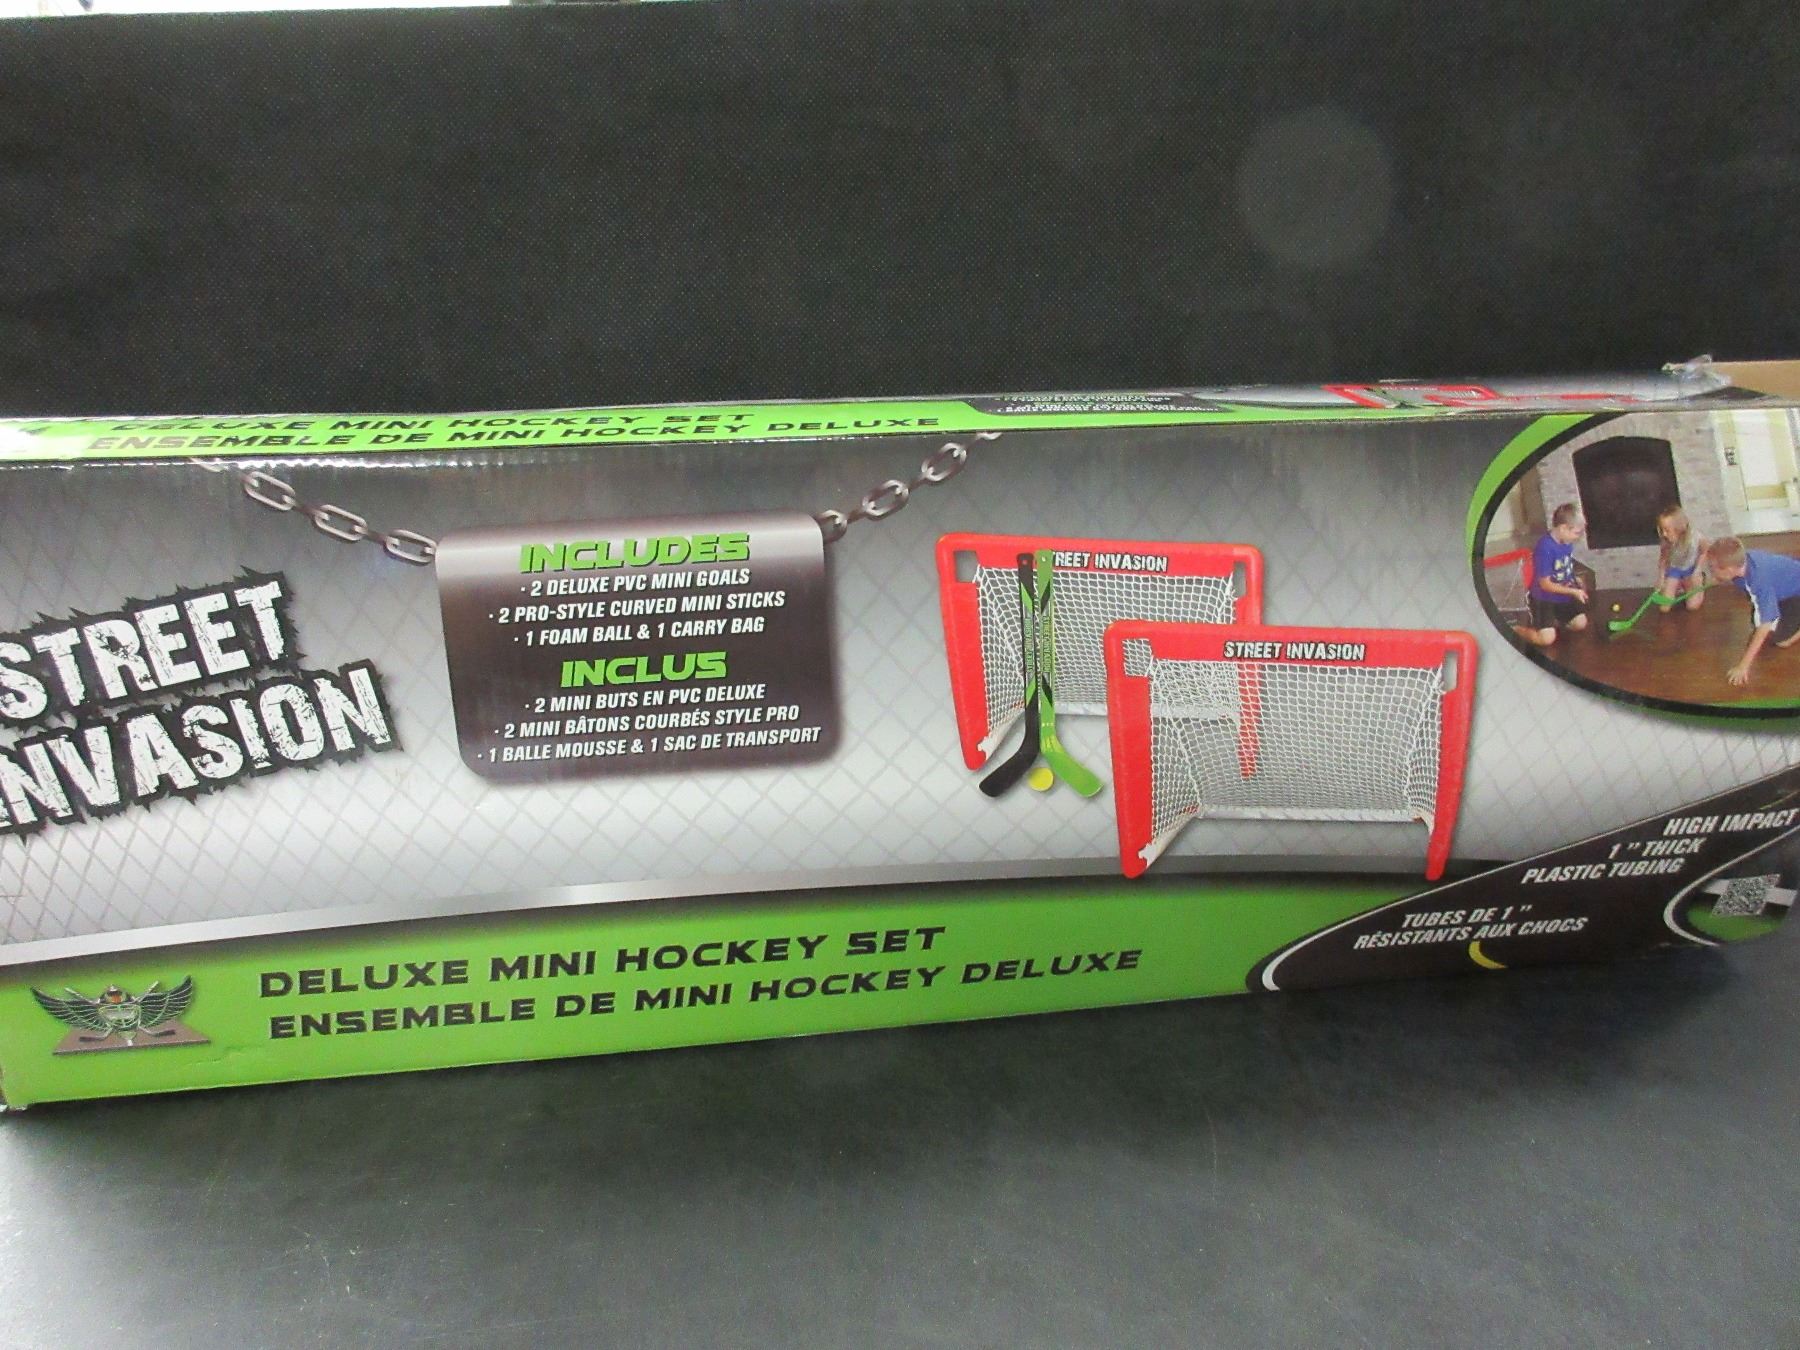 DELUXE MINI HOCKEY SET
ENSEMBLE DE MINI HOCKEY DELUXE
STREET
INVASION
INCLUDES
· 2 DELUXE PVC MINI GOALS
· 2 PRO-STYLE CURVED MINI STICKS
· 1 FOAM BALL & 1 CARRY BAG
INCLUS
· 2 MINI BUTS EN PVC DELUXE
· 2 MINI BÂTONS COURBÉS STYLE PRO
· 1 BALLE MOUSSE & 1 SAC DE TRANSPORT
TREET INVASION
STREET INVASION
HIGH IMPACT
1 " THICK
PLASTIC TUBING
TUBES DE 1 "
RÉSISTANTS AUX CHOCS
DELUXE MINI HOCKEY SET
ENSEMBLE DE MINI HOCKEY DELUXE